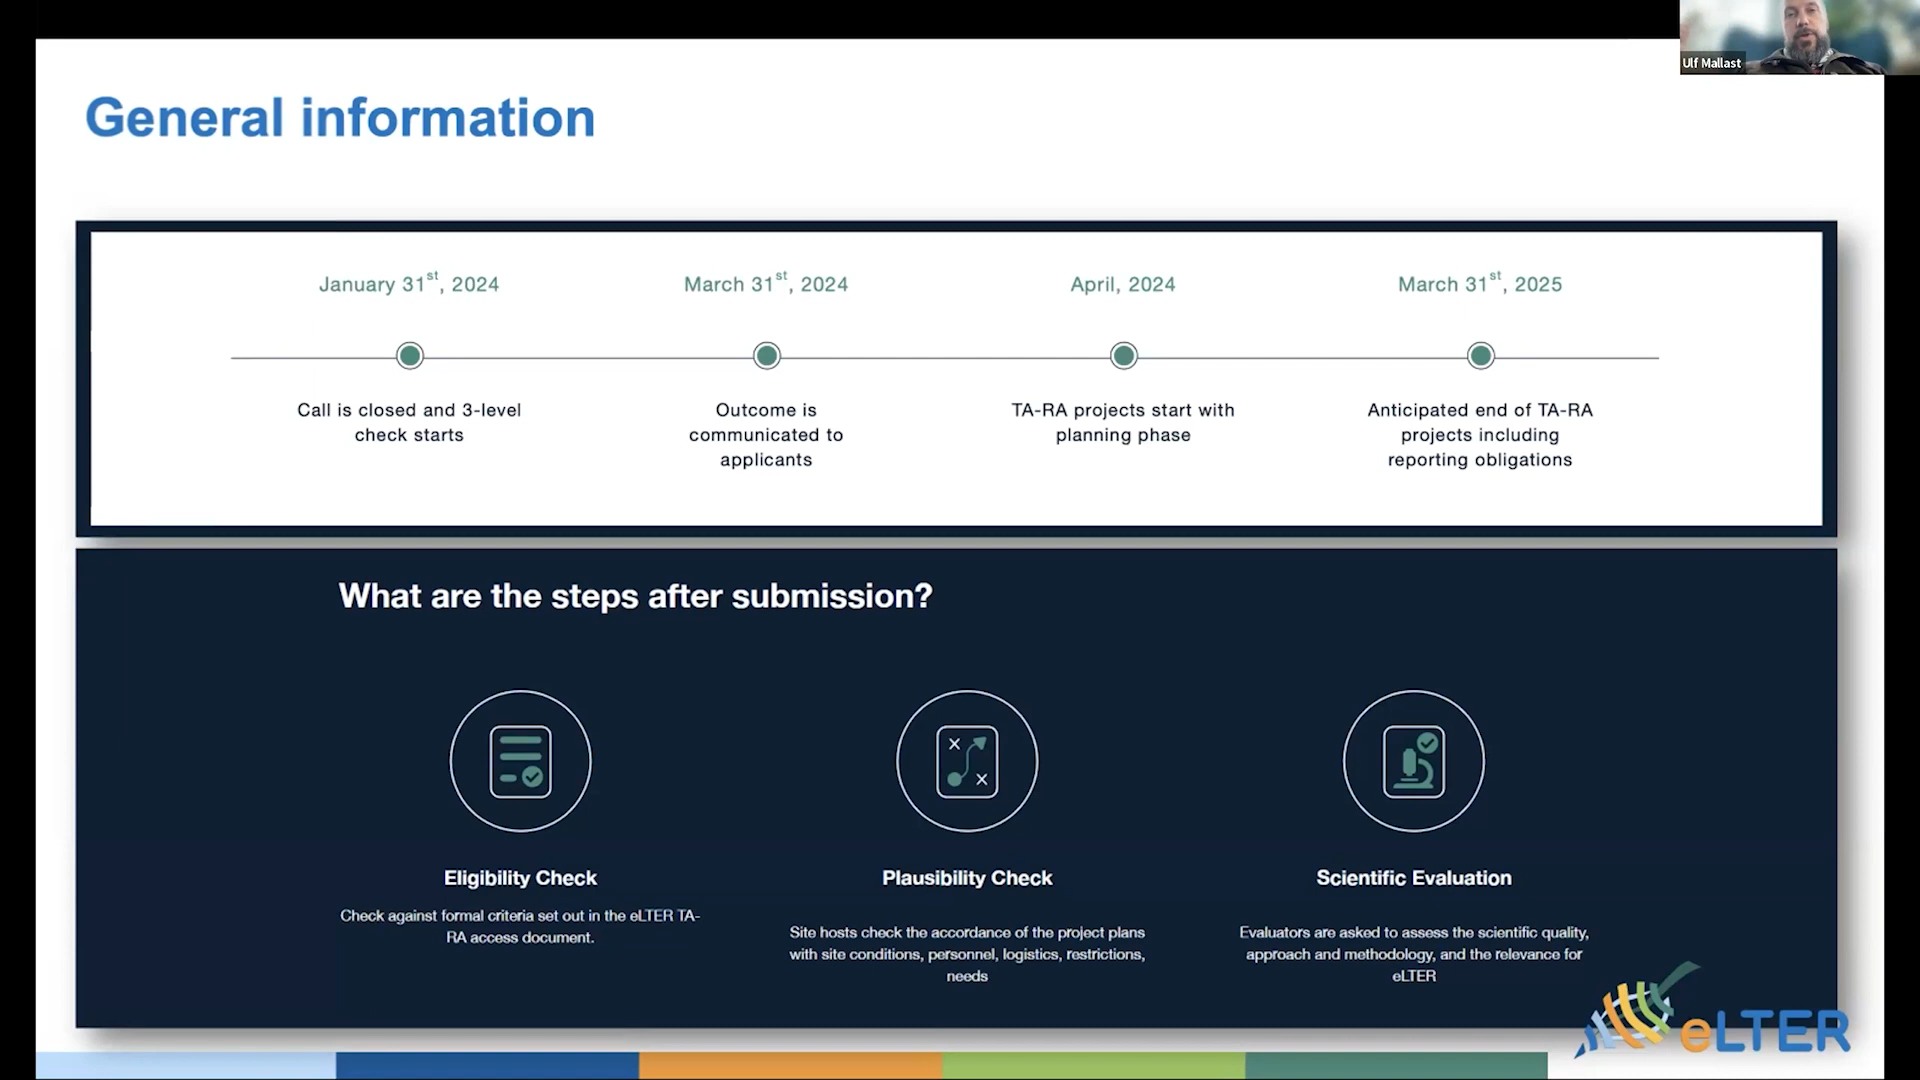 Ulf Mallast
General information
January 31st, 2024
March 31st, 2024
April, 2024
March 31st, 2025
Call is closed and 3-level
check starts
Outcome is
communicated to
applicants
TA-RA projects start with
planning phase
Anticipated end of TA-RA
projects including
reporting obligations
What are the steps after submission?
Eligibility Check
Check against formal criteria set out in the eLTER TA-
RA access document.
Plausibility Check
Site hosts check the accordance of the project plans
with site conditions, personnel, logistics, restrictions,
needs
Scientific Evaluation
Evaluators are asked to assess the scientific quality,
approach and methodology, and the relevance for
eLTER
eLTER